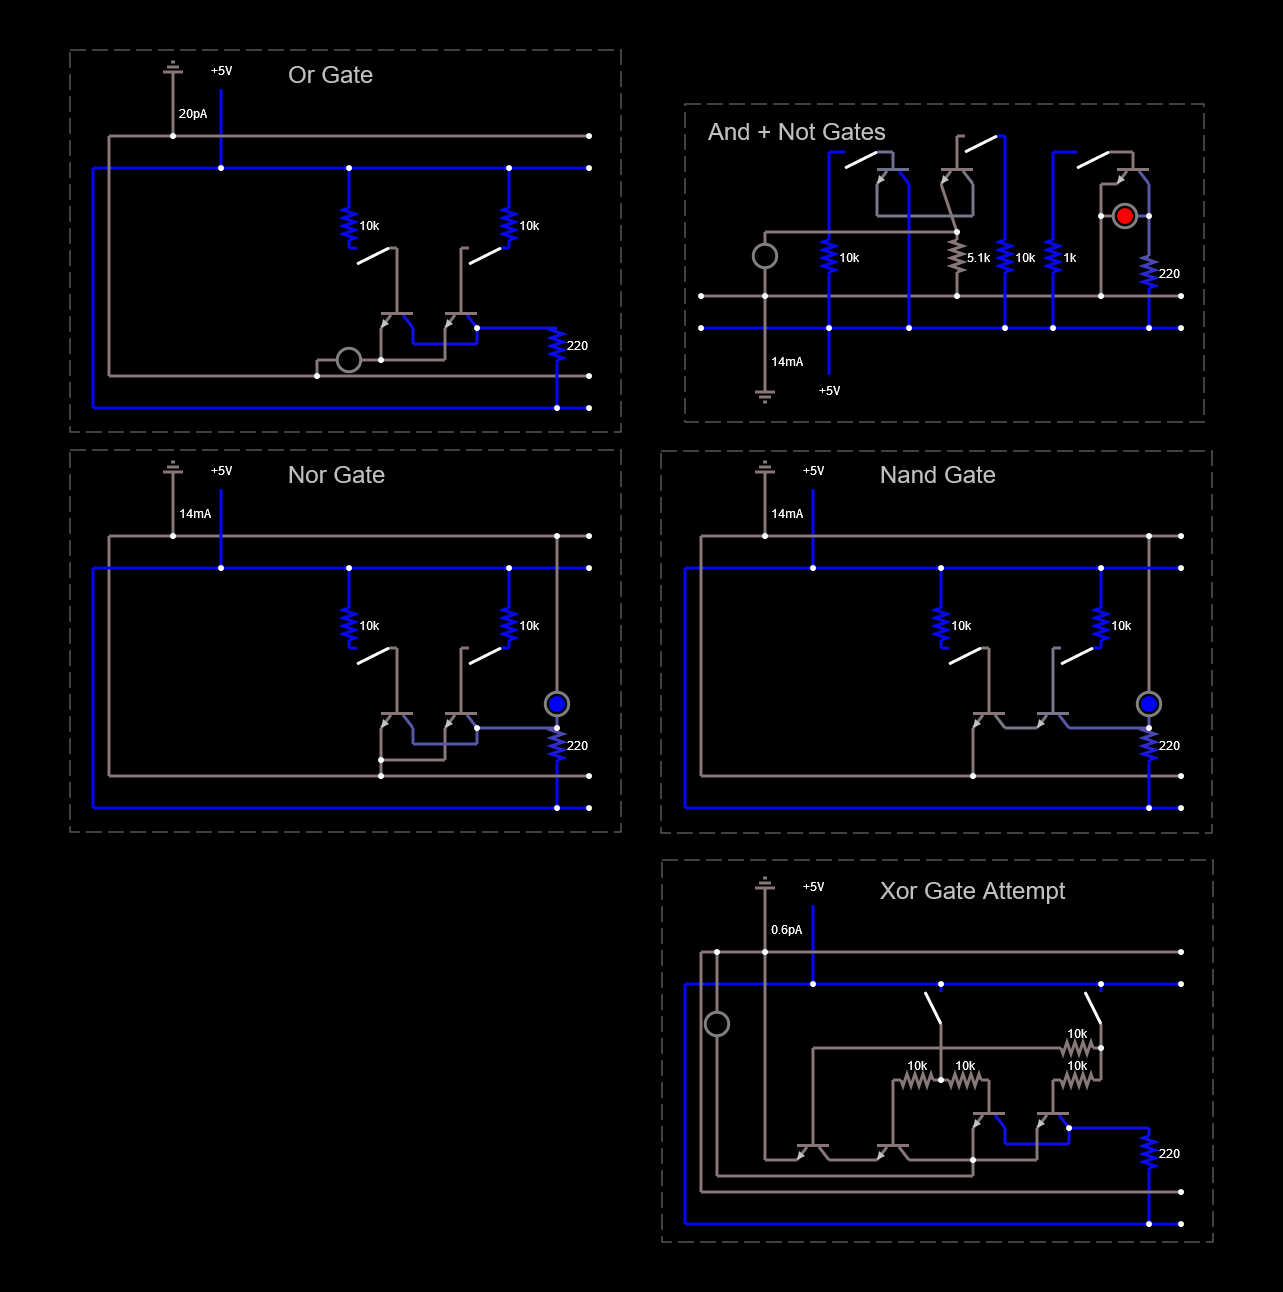 Or Gate
+5V
20pA
10k
10k
220
And + Not Gates
10k
5.1k
10k
1k
220
14mA
+5V
Nor Gate
+5V
14mA
10k
10k
220
Nand Gate
+5V
14mA
10k
10k
220
Xor Gate Attempt
+5V
0.6pA
10k
10k
10k
10k
220